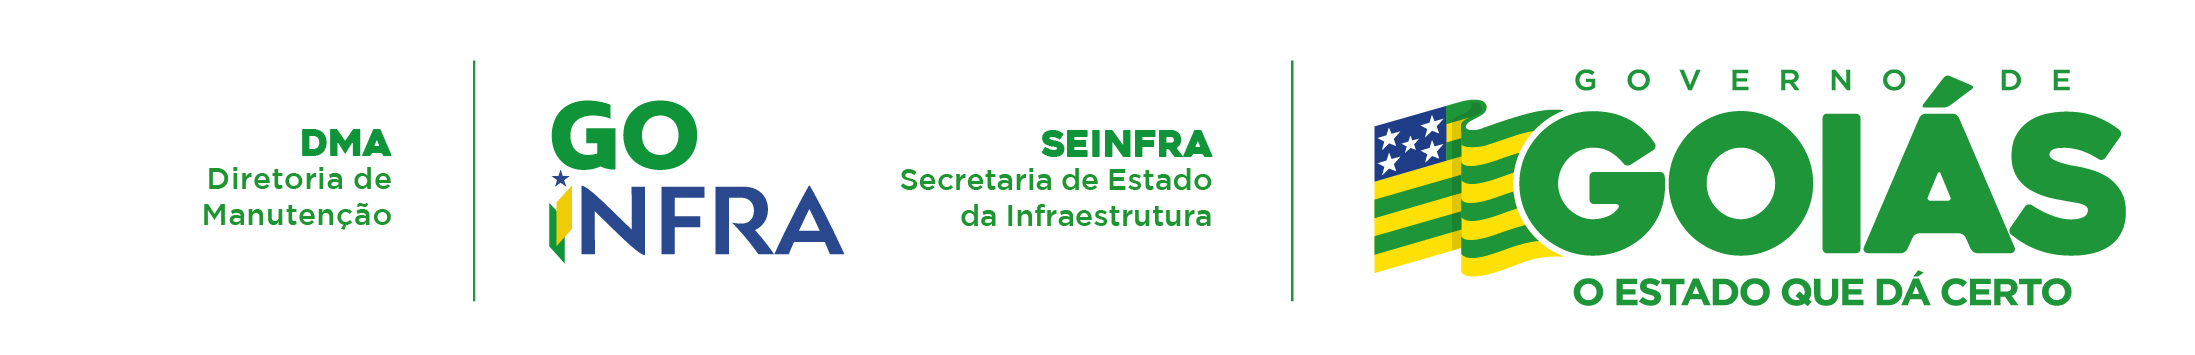 DMA
Diretoria de
Manutenção
GO
INFRA
SEINFRA
Secretaria de Estado
da Infraestrutura
GOVERNO DE
GOIÁS
O ESTADO QUE DÁ CERTO